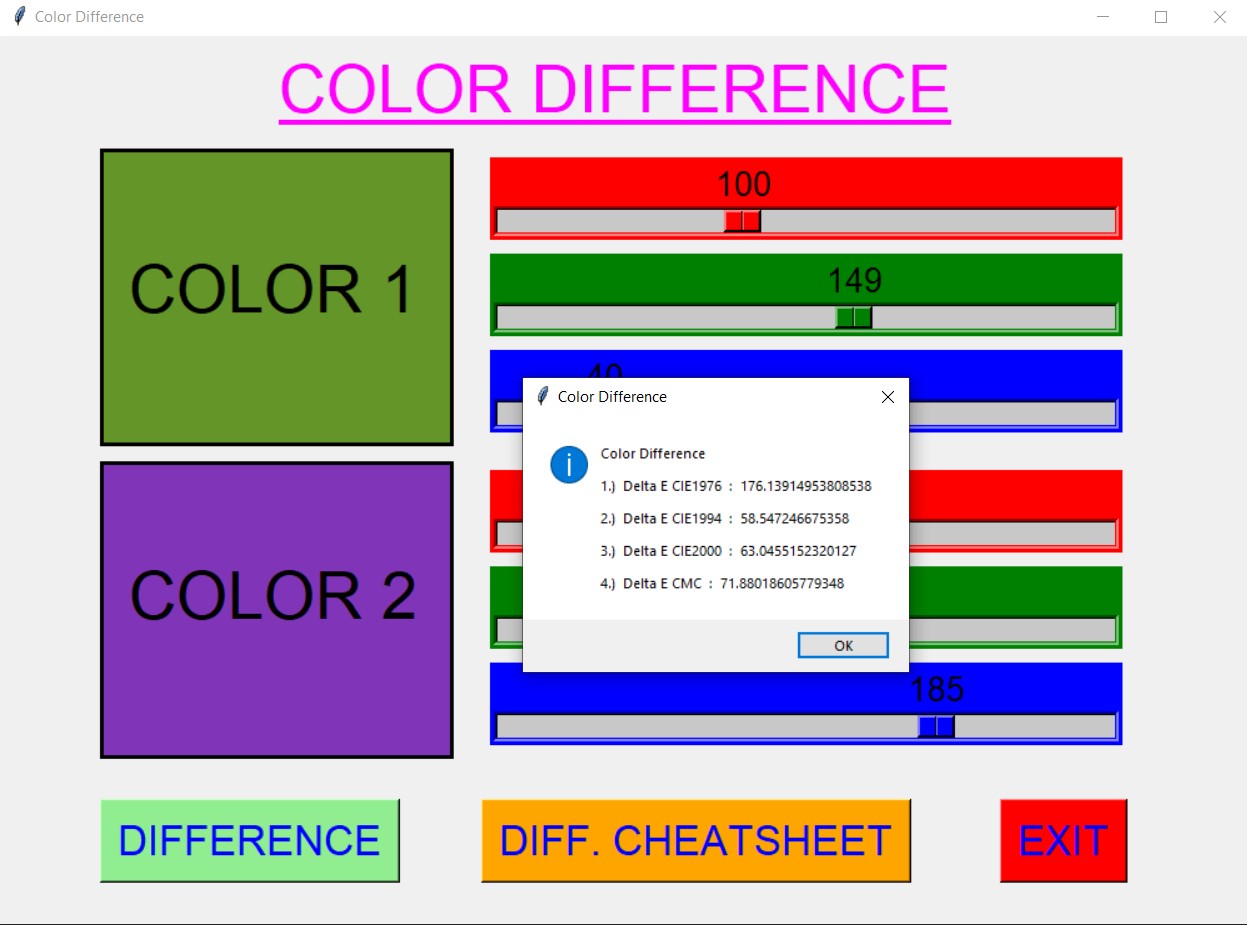 Color Difference
COLOR DIFFERENCE
COLOR 1
100
149
40
Color Difference
Color Difference
1.) Delta E CIE1976 : 176.13914953808538
2.) Delta E CIE1994 : 58.547246675358
3.) Delta E CIE2000 : 63.0455152320127
4.) Delta E CMC : 71.88018605779348
OK
COLOR 2
185
DIFFERENCE
DIFF. CHEATSHEET
EXIT